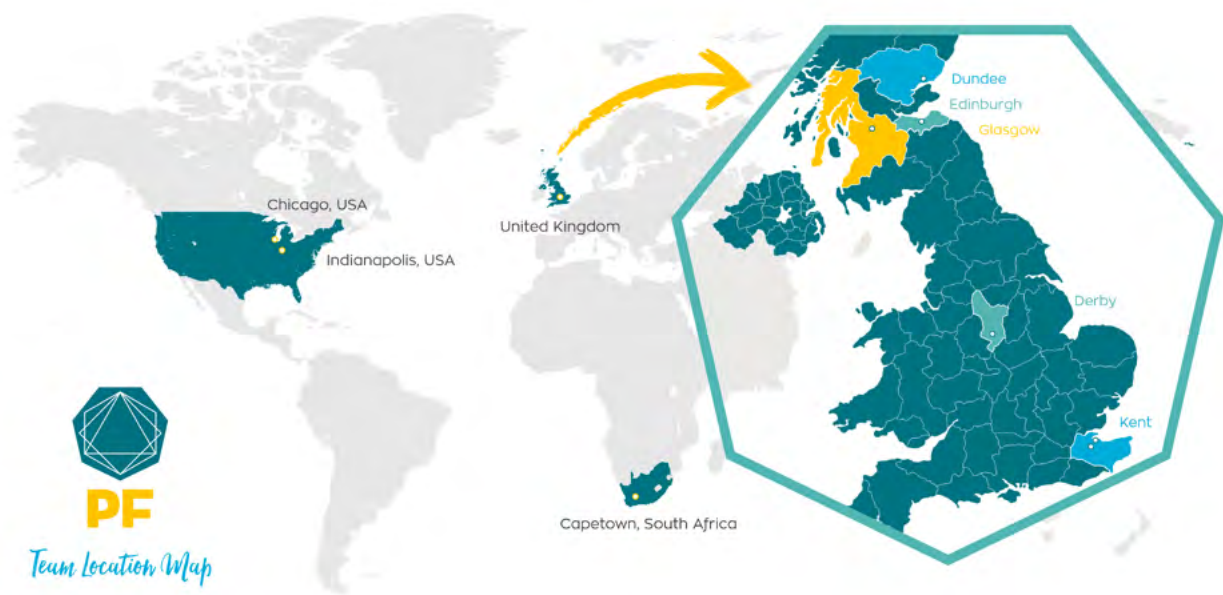 Dundee
Edinburgh
Glasgow
Chicago, USA
United Kingdom
Indianapolis, USA
Derby
Kent
PF
Capetown, South Africa
Team Location Map